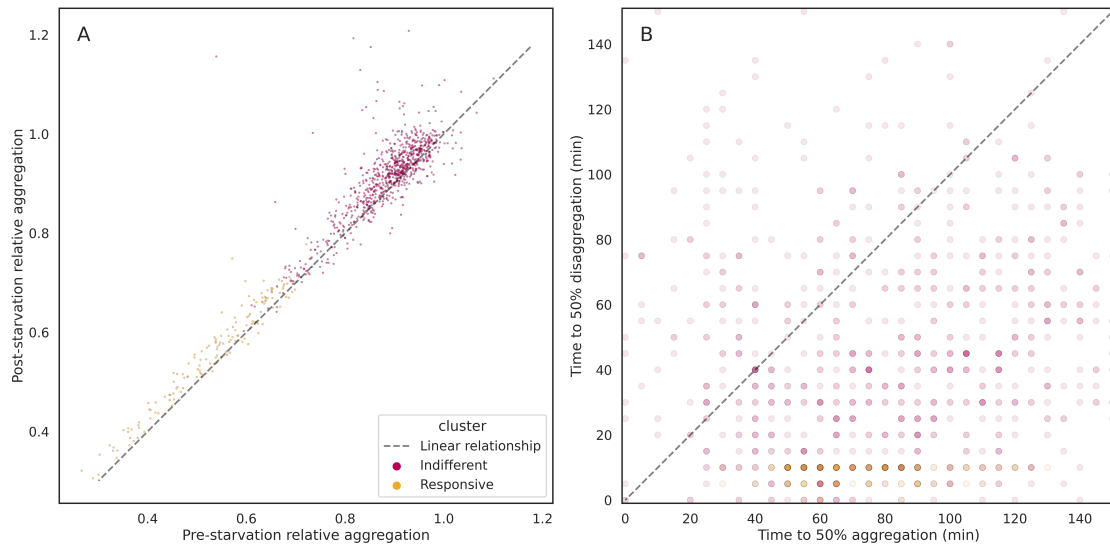 A
1.2
1.0
0.8
0.6
0.4
Post-starvation relative aggregation
cluster
Linear relationship
Indifferent
Responsive
0.4 0.6 0.8 1.0 1.2
Pre-starvation relative aggregation
B
140
120
100
80
60
40
20
0
Time to 50% disaggregation (min)
0 20 40 60 80 100 120 140
Time to 50% aggregation (min)